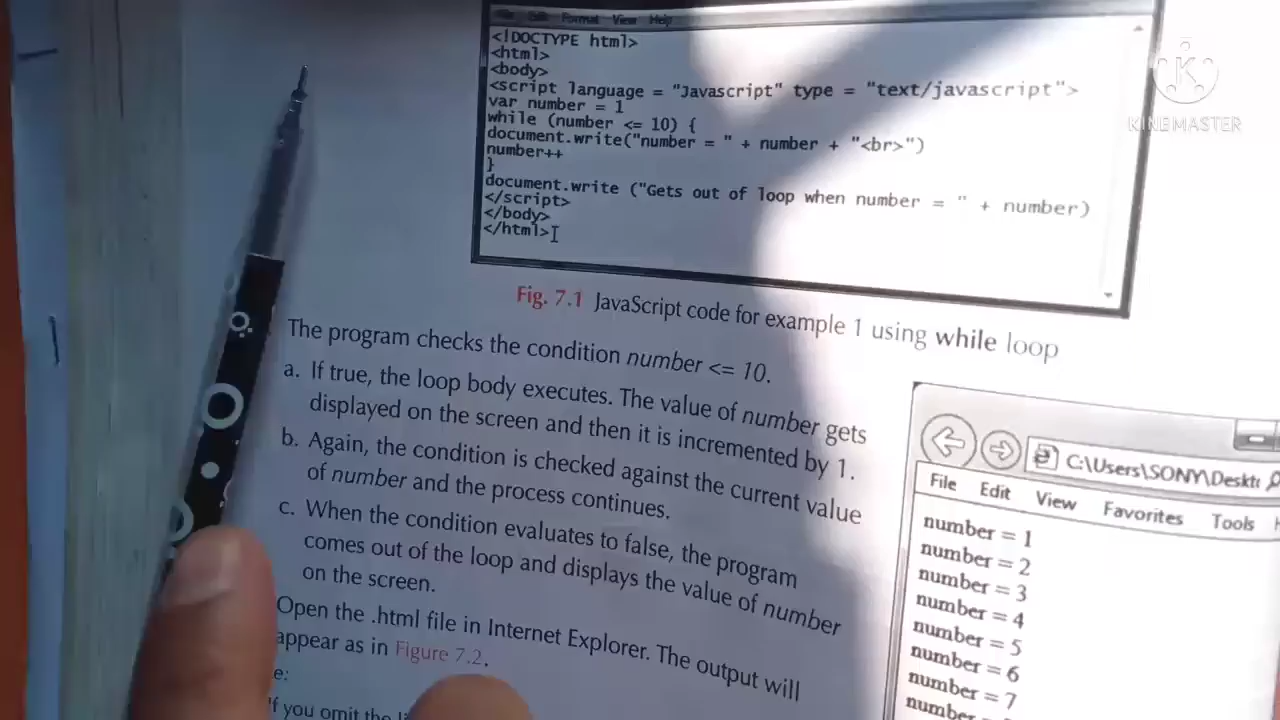 File Edit Format View Help
<!DOCTYPE html>
<html>
<body>
<script language = "Javascript" type = "text/javascript">
var number = 1
while (number <= 10) {
document.write("number = " + number + "<br>")
number++
}
document.write ("Gets out of loop when number = " + number)
</script>
</body>
</html>
KINEMASTER
Fig. 7.1 JavaScript code for example 1 using while loop
The program checks the condition number <= 10.
a. If true, the loop body executes. The value of number gets
displayed on the screen and then it is incremented by 1.
b. Again, the condition is checked against the current value
of number and the process continues.
c. When the condition evaluates to false, the program
comes out of the loop and displays the value of number
on the screen.
Open the .html file in Internet Explorer. The output will
appear as in Figure 7.2.
e:
If you omit the
C:\Users\SONY\Deskt
File Edit View Favorites Tools
number = 1
number = 2
number = 3
number = 4
number = 5
number = 6
number = 7
number